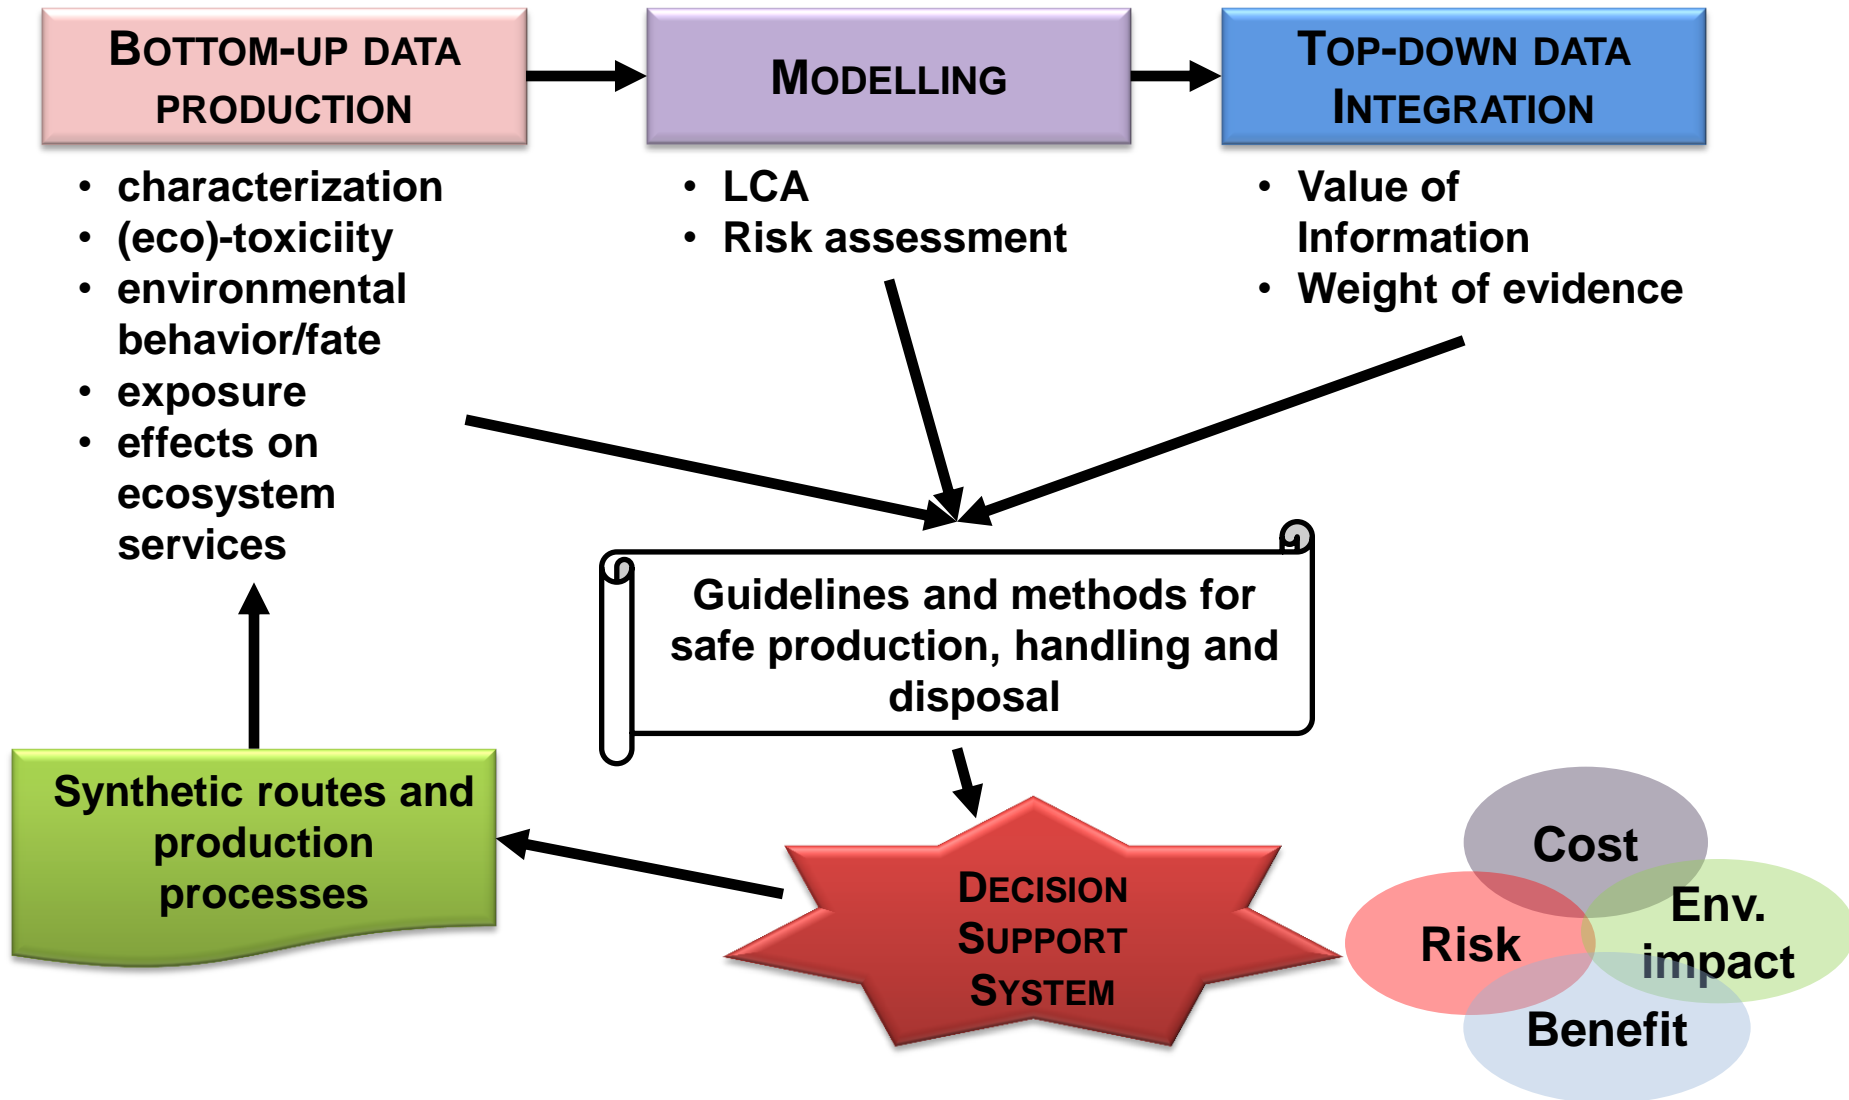 BOTTOM-UP DATA
PRODUCTION
MODELLING
TOP-DOWN DATA
INTEGRATION
• characterization
• (eco)-toxiciity
• environmental
behavior/fate
• exposure
• effects on
ecosystem
services
• LCA
• Risk assessment
• Value of
Information
• Weight of evidence
Guidelines and methods for
safe production, handling and
disposal
Synthetic routes and
production
processes
DECISION
SUPPORT
SYSTEM
Cost
Risk
Env.
impact
Benefit